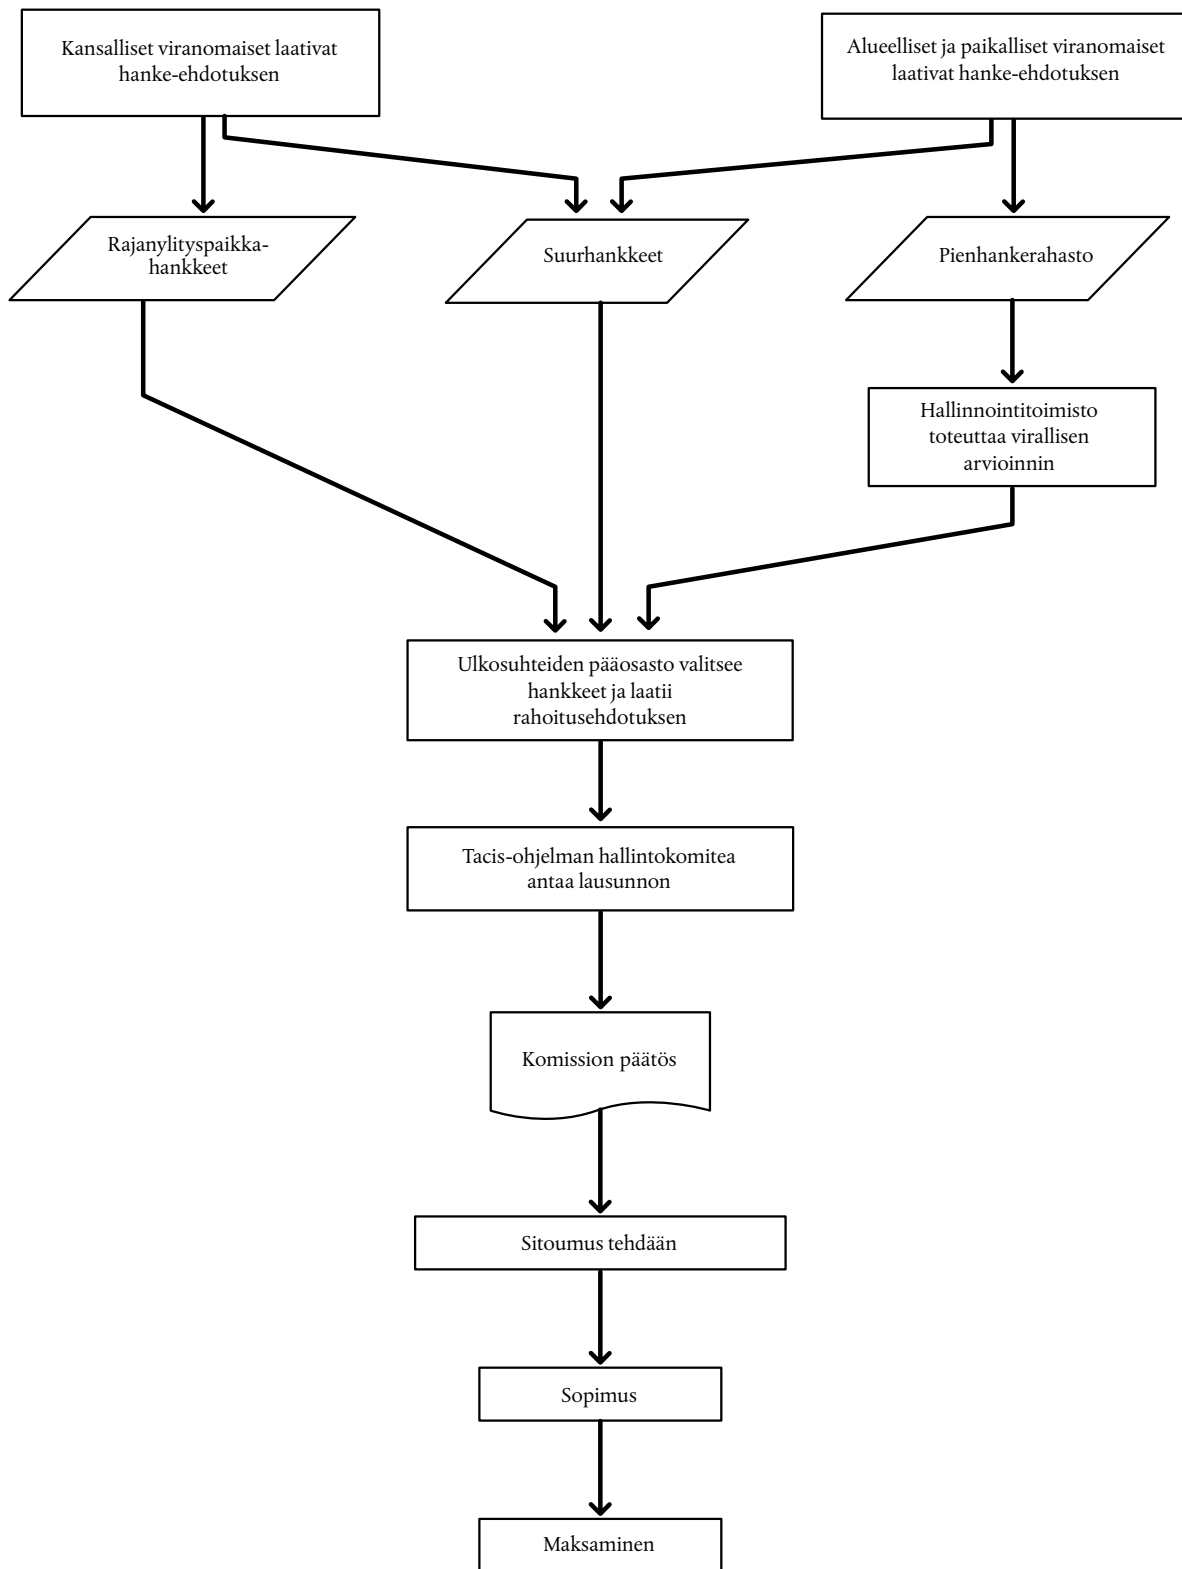 Kansalliset viranomaiset laativat
hanke-ehdotuksen
Alueelliset ja paikalliset viranomaiset
laativat hanke-ehdotuksen
Rajanylityspaikka-
hankkeet
Suurhankkeet
Pienhankerahasto
Hallinnointitoimisto
toteuttaa virallisen
arvioinnin
Ulkosuhteiden pääosasto valitsee
hankkeet ja laatii
rahoitusehdotuksen
Tacis-ohjelman hallintokomitea
antaa lausunnon
Komission päätös
Sitoumus tehdään
Sopimus
Maksaminen